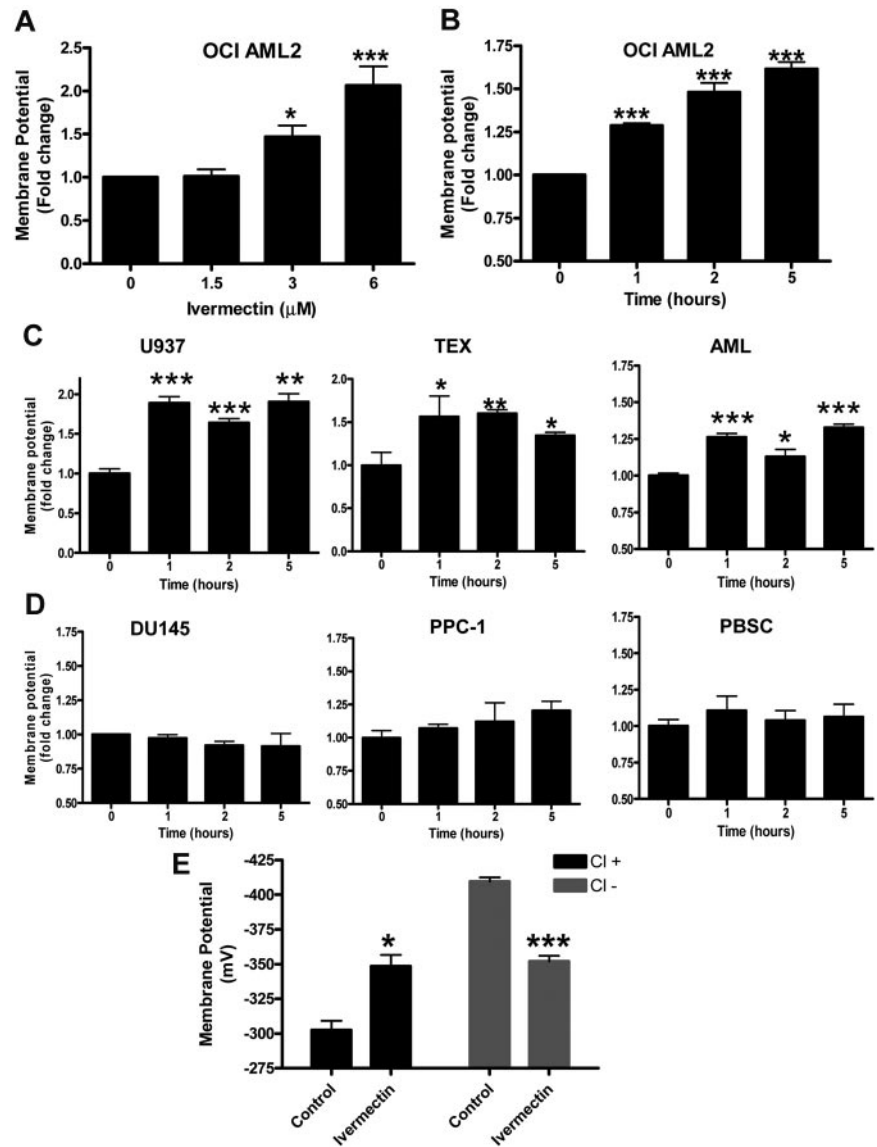 A
OCI AML2
Membrane Potential
(Fold change)
2.5
2.0
1.5
1.0
0.5
0.0
*
***
0 1.5 3 6
Ivermectin (μM)
B
OCI AML2
Membrane potential
(Fold change)
1.75
1.50
1.25
1.00
0.75
0.50
***
***
***
0 1 2 5
Time (hours)
C
U937
Membrane potential
(fold change)
2.0
1.5
1.0
0.5
0.0
***
***
**
0 1 2 5
Time (hours)
TEX
2.0
1.5
1.0
0.5
0.0
*
**
*
0 1 2 5
Time (hours)
AML
1.75
1.50
1.25
1.00
0.75
0.50
***
*
***
0 1 2 5
Time (hours)
D
DU145
Membrane potential
(fold change)
1.75
1.50
1.25
1.00
0.75
0.50
0 1 2 5
Time (hours)
PPC-1
1.75
1.50
1.25
1.00
0.75
0.50
0 1 2 5
Time (hours)
PBSC
1.75
1.50
1.25
1.00
0.75
0.50
0 1 2 5
Time (hours)
E
Membrane Potential
(mV)
-425
-400
-375
-350
-325
-300
-275
*
***
Control
Ivermectin
Control
Ivermectin
Cl +
Cl -